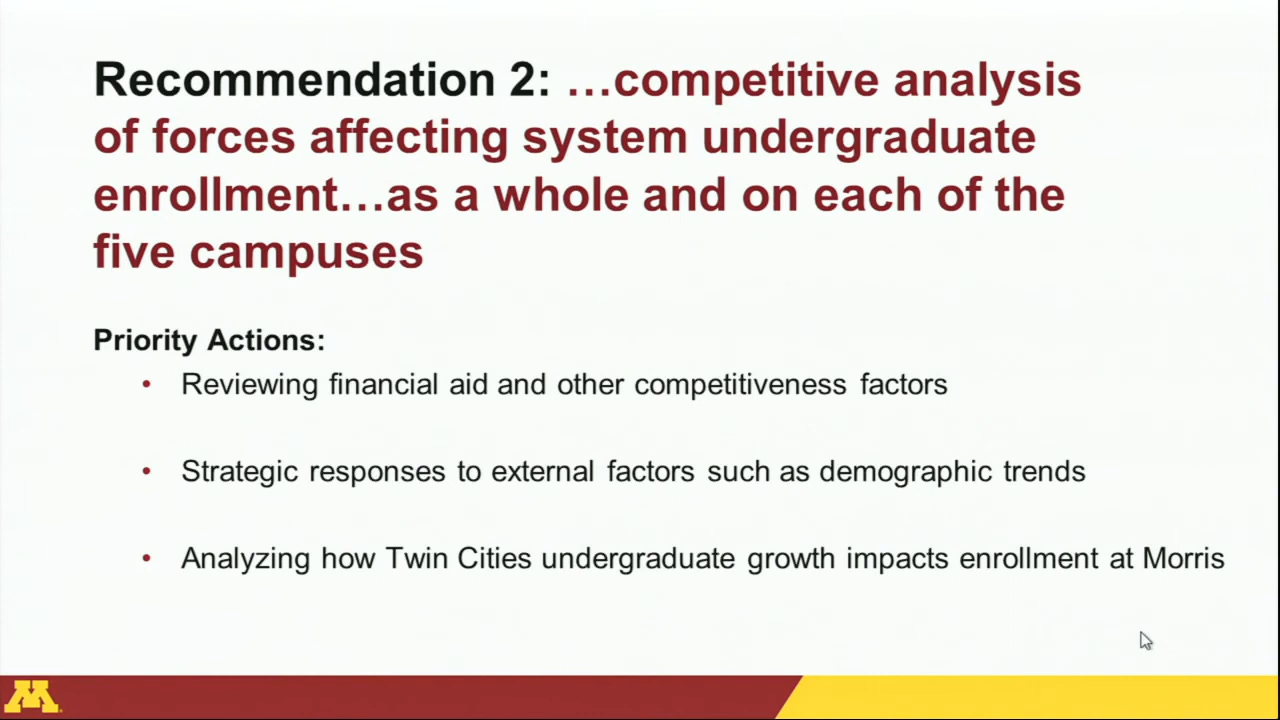 Recommendation 2: …competitive analysis
of forces affecting system undergraduate
enrollment…as a whole and on each of the
five campuses
Priority Actions:
• Reviewing financial aid and other competitiveness factors
• Strategic responses to external factors such as demographic trends
• Analyzing how Twin Cities undergraduate growth impacts enrollment at Morris
M